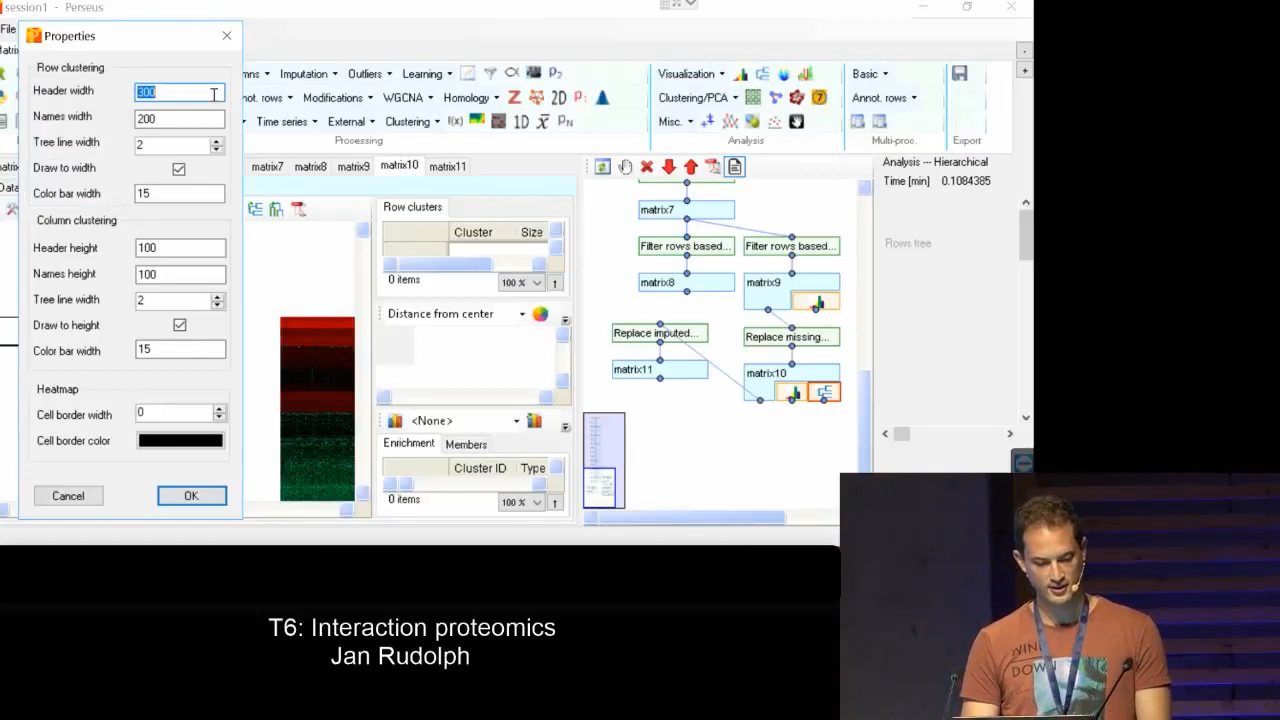 session1 - Perseus
File
Properties
Row clustering
Header width 300
Names width 200
Tree line width 2
Draw to width
Color bar width 15
Column clustering
Header height 100
Names height 100
Tree line width 2
Draw to height
Color bar width 15
Heatmap
Cell border width 0
Cell border color
Cancel OK
Imputation Outliers Learning
Modifications WGCNA Homology 2D
Time series External Clustering f(x) 1D
Processing
Visualization
Clustering/PCA
Misc.
Analysis
Basic
Annot. rows
Multi-proc.
Export
matrix7 matrix8 matrix9 matrix10 matrix11
Row clusters
Cluster Size
0 items 100 %
Distance from center
<None>
Enrichment Members
Cluster ID Type
0 items 100 %
matrix7
Filter rows based... Filter rows based...
matrix8 matrix9
Replace imputed... Replace missing...
matrix11 matrix10
Analysis --- Hierarchical
Time [min] 0.1084385
Rows tree
T6: Interaction proteomics
Jan Rudolph